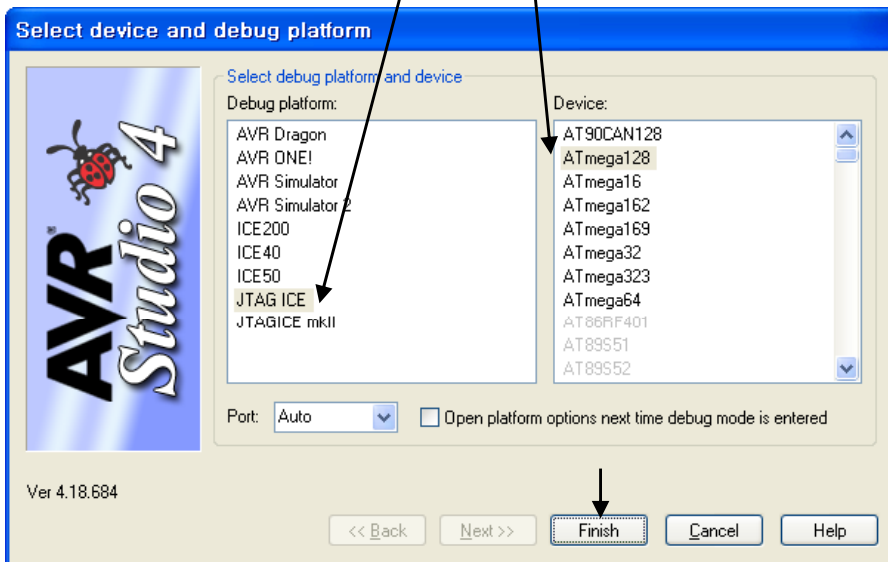 Select device and debug platform
AVR
Studio 4
Select debug platform and device
Debug platform:
AVR Dragon
AVR ONE!
AVR Simulator
AVR Simulator 2
ICE200
ICE40
ICE50
JTAG ICE
JTAGICE mkII
Device:
AT90CAN128
ATmega128
ATmega16
ATmega162
ATmega169
ATmega32
ATmega323
ATmega64
AT86RF401
AT89S51
AT89S52
Port: Auto
Open platform options next time debug mode is entered
Ver 4.18.684
<< Back Next >> Finish Cancel Help